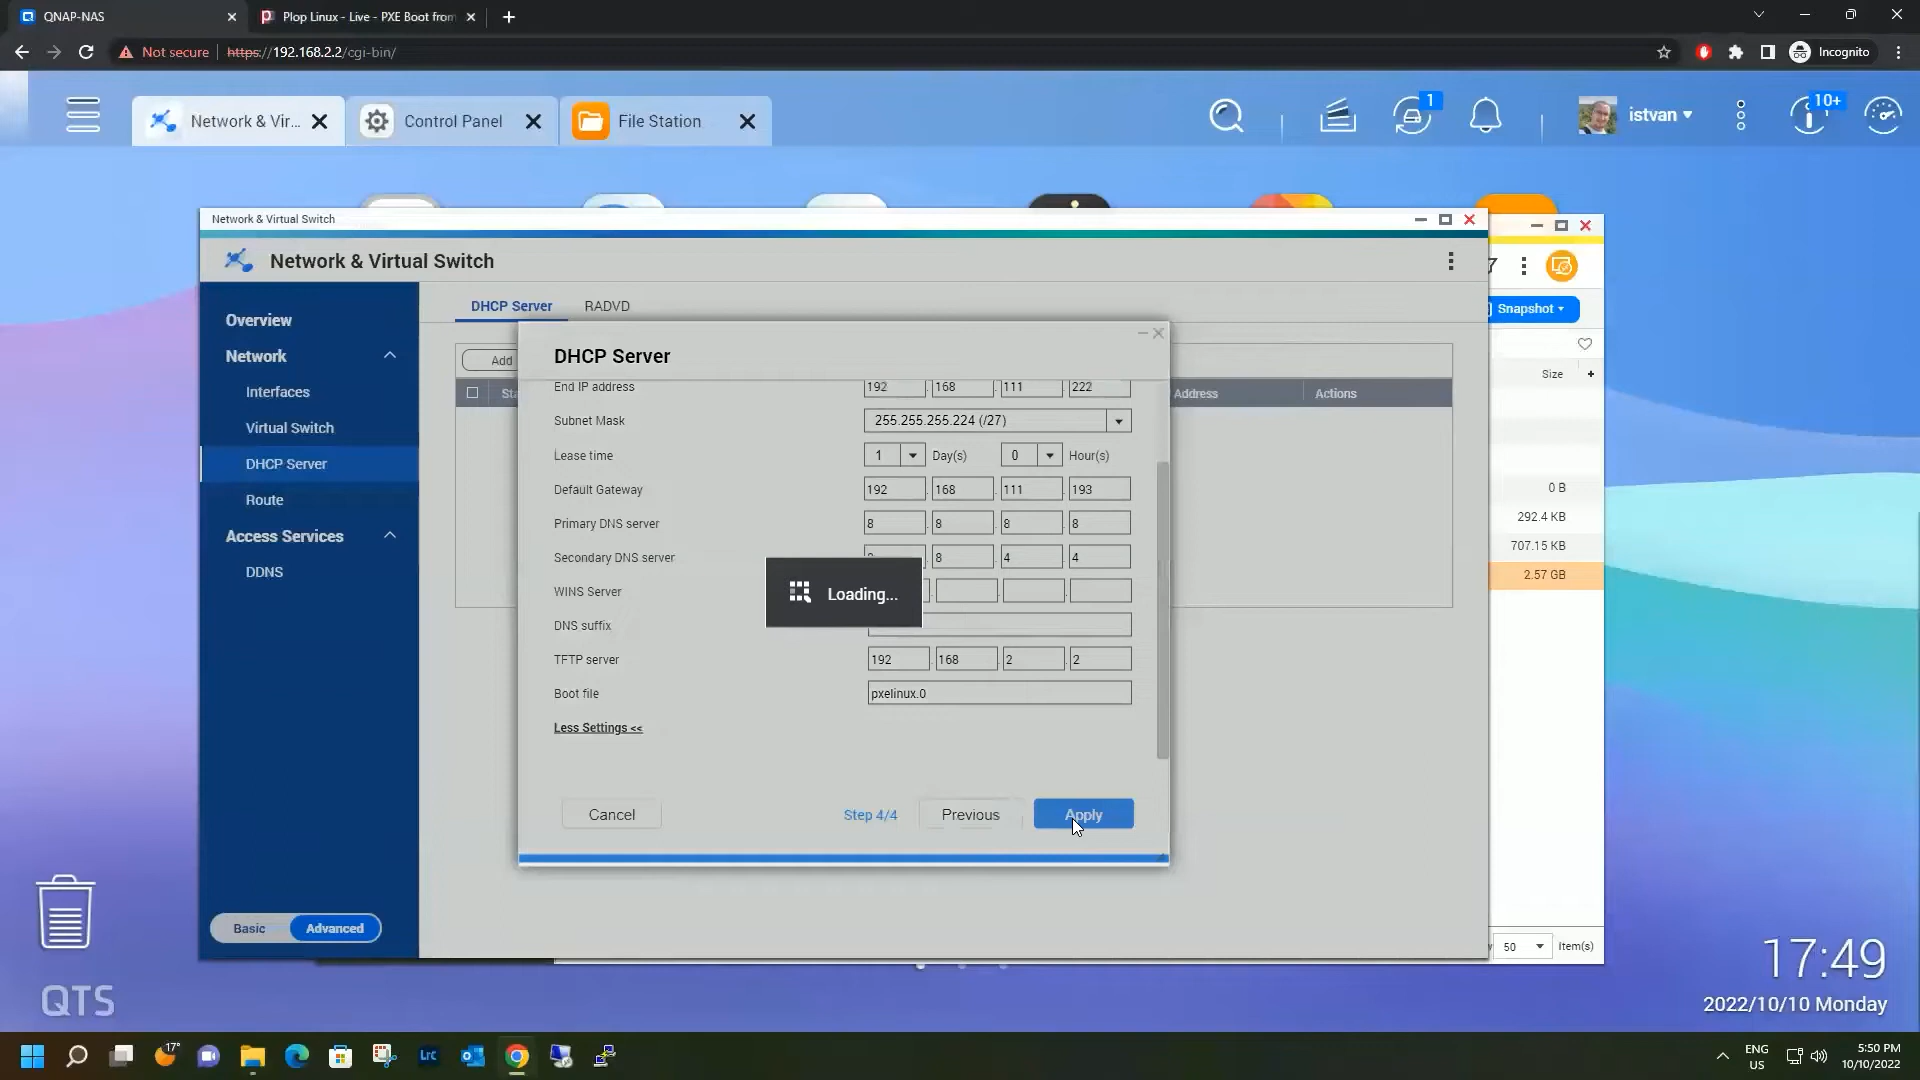 QNAP-NAS
Plop Linux - Live - PXE Boot from
Not secure
https://192.168.2.2/cgi-bin/
Incognito
Network & Vir...
Control Panel
File Station
1
istvan
10+
Network & Virtual Switch
Network & Virtual Switch
Snapshot
Overview
Network
Interfaces
Virtual Switch
DHCP Server
Route
Access Services
DDNS
Basic
Advanced
DHCP Server
RADVD
Add
Address
Actions
DHCP Server
End IP address
192 . 168 . 111 . 222
Subnet Mask
255.255.255.224 (/27)
Lease time
1 Day(s) 0 Hour(s)
Default Gateway
192 . 168 . 111 . 193
Primary DNS server
8 . 8 . 8 . 8
Secondary DNS server
8 . 4 . 4
WINS Server
DNS suffix
TFTP server
192 . 168 . 2 . 2
Boot file
pxelinux.0
Less Settings <<
Loading...
Cancel
Step 4/4
Previous
Apply
Size
0 B
292.4 KB
707.15 KB
2.57 GB
50
Item(s)
17:49
2022/10/10 Monday
QTS
17°
Lrc
ENG
US
5:50 PM
10/10/2022